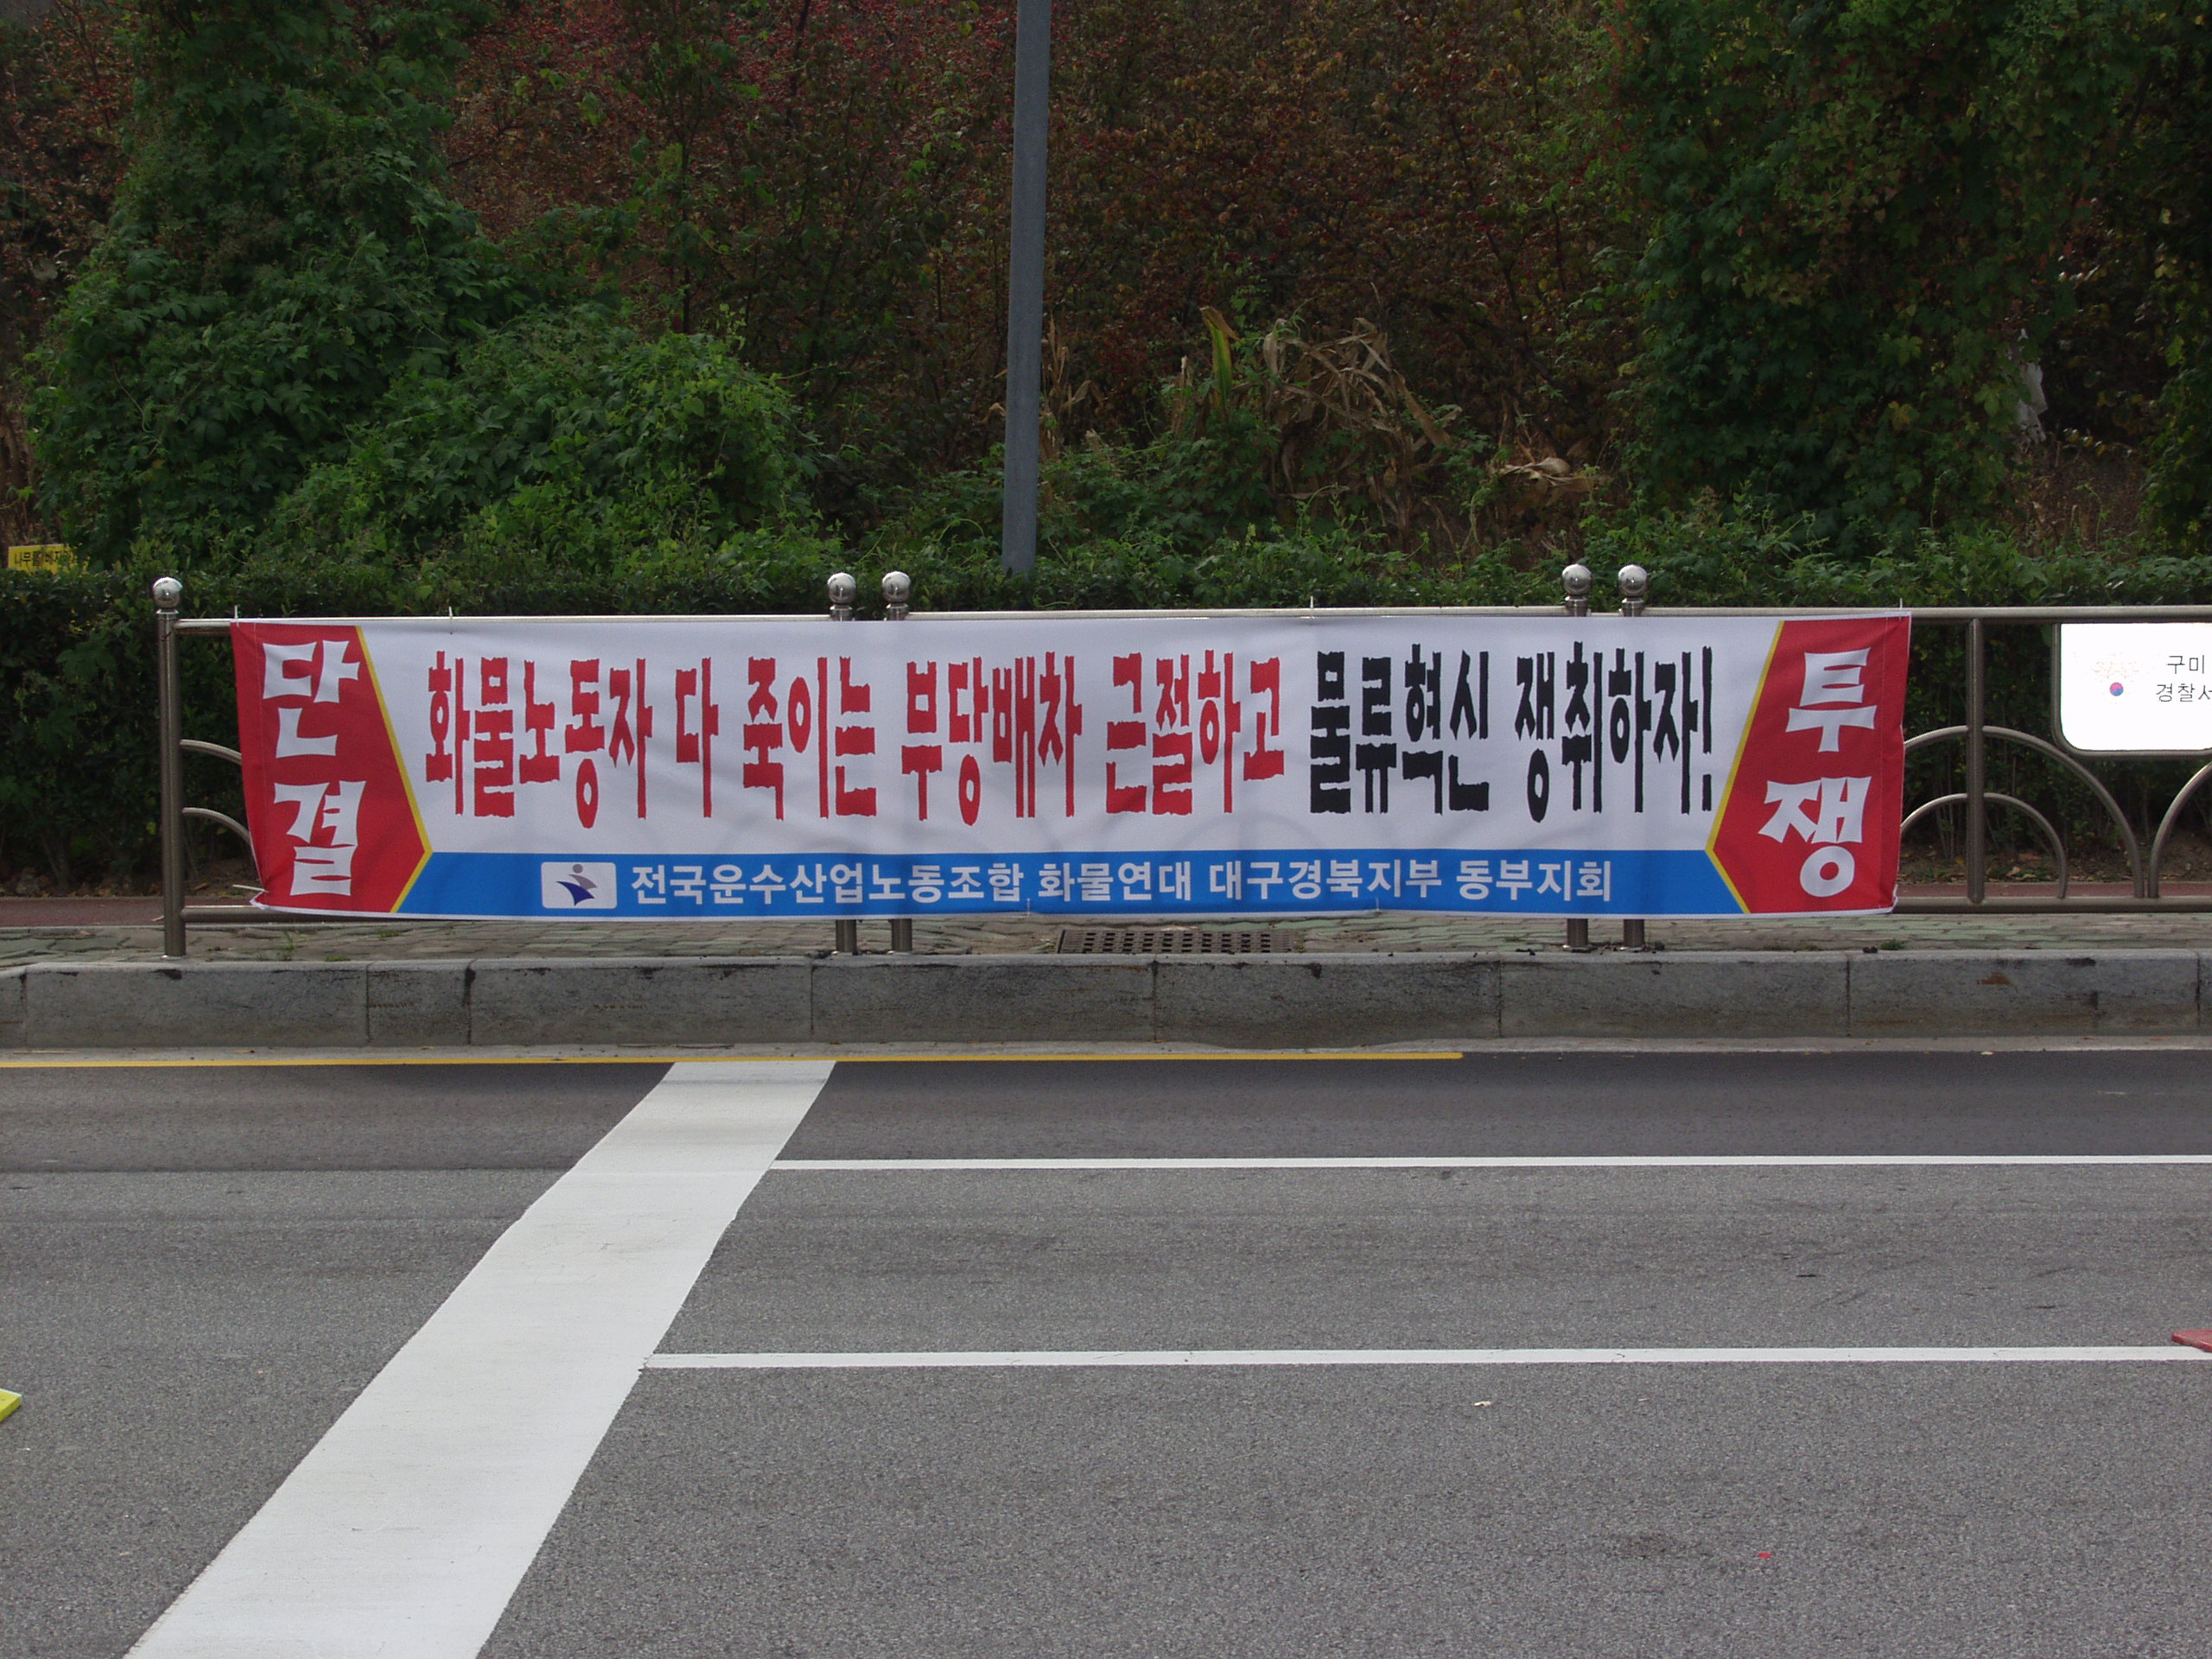 단결
화물노동자 다 죽이는 부당배차 근절하고 물류혁신 쟁취하자!
투쟁
전국운수산업노동조합 화물연대 대구경북지부 동부지회
구미
경찰서